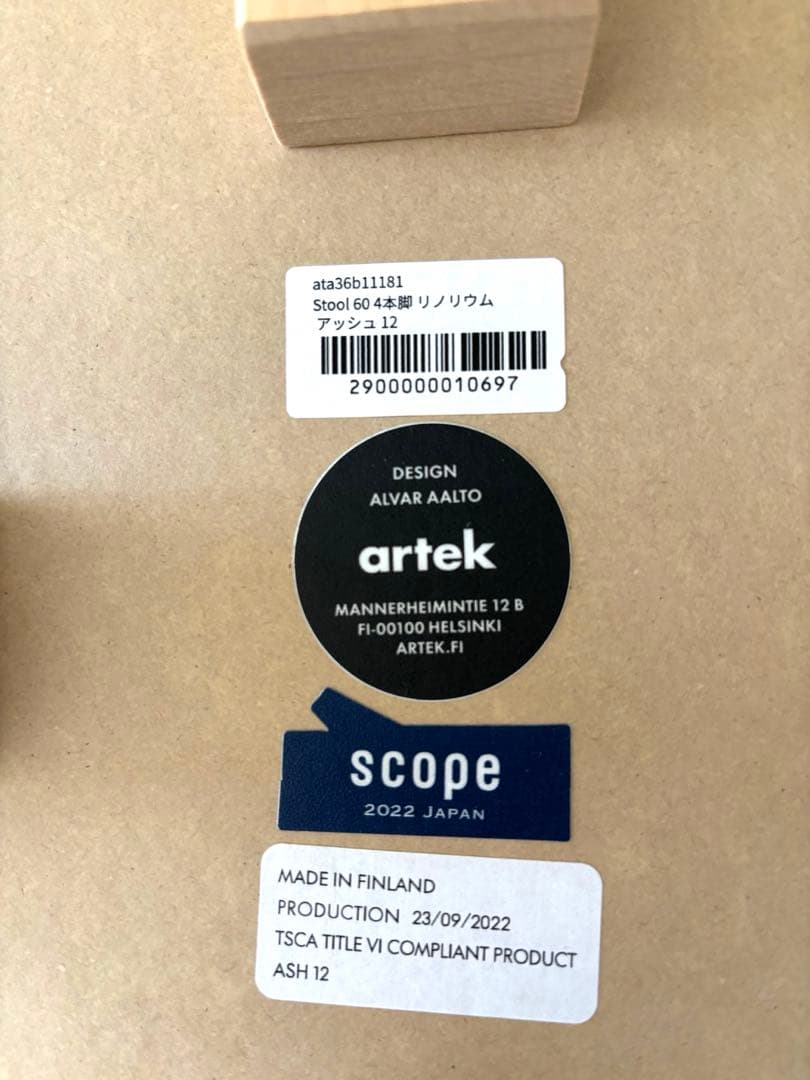 ata36b11181
Stool 60 4本脚 リノリウム
アッシュ 12
2900000010697
DESIGN
ALVAR AALTO
artek
MANNERHEIMINTIE 12 B
FI-00100 HELSINKI
ARTEK.FI
scope
2022 JAPAN
MADE IN FINLAND
PRODUCTION 23/09/2022
TSCA TITLE VI COMPLIANT PRODUCT
ASH 12